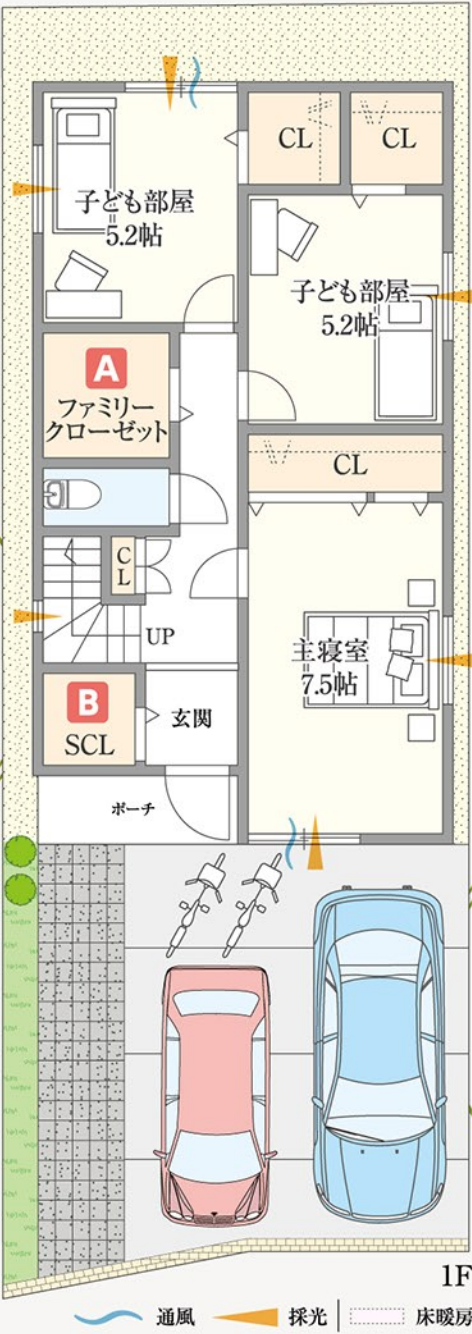 CL
CL
子ども部屋
5.2帖
子ども部屋
5.2帖
A
ファミリー
クローゼット
CL
C
L
UP
主寝室
7.5帖
B
SCL
玄関
ポーチ
1F
通風
採光
床暖房